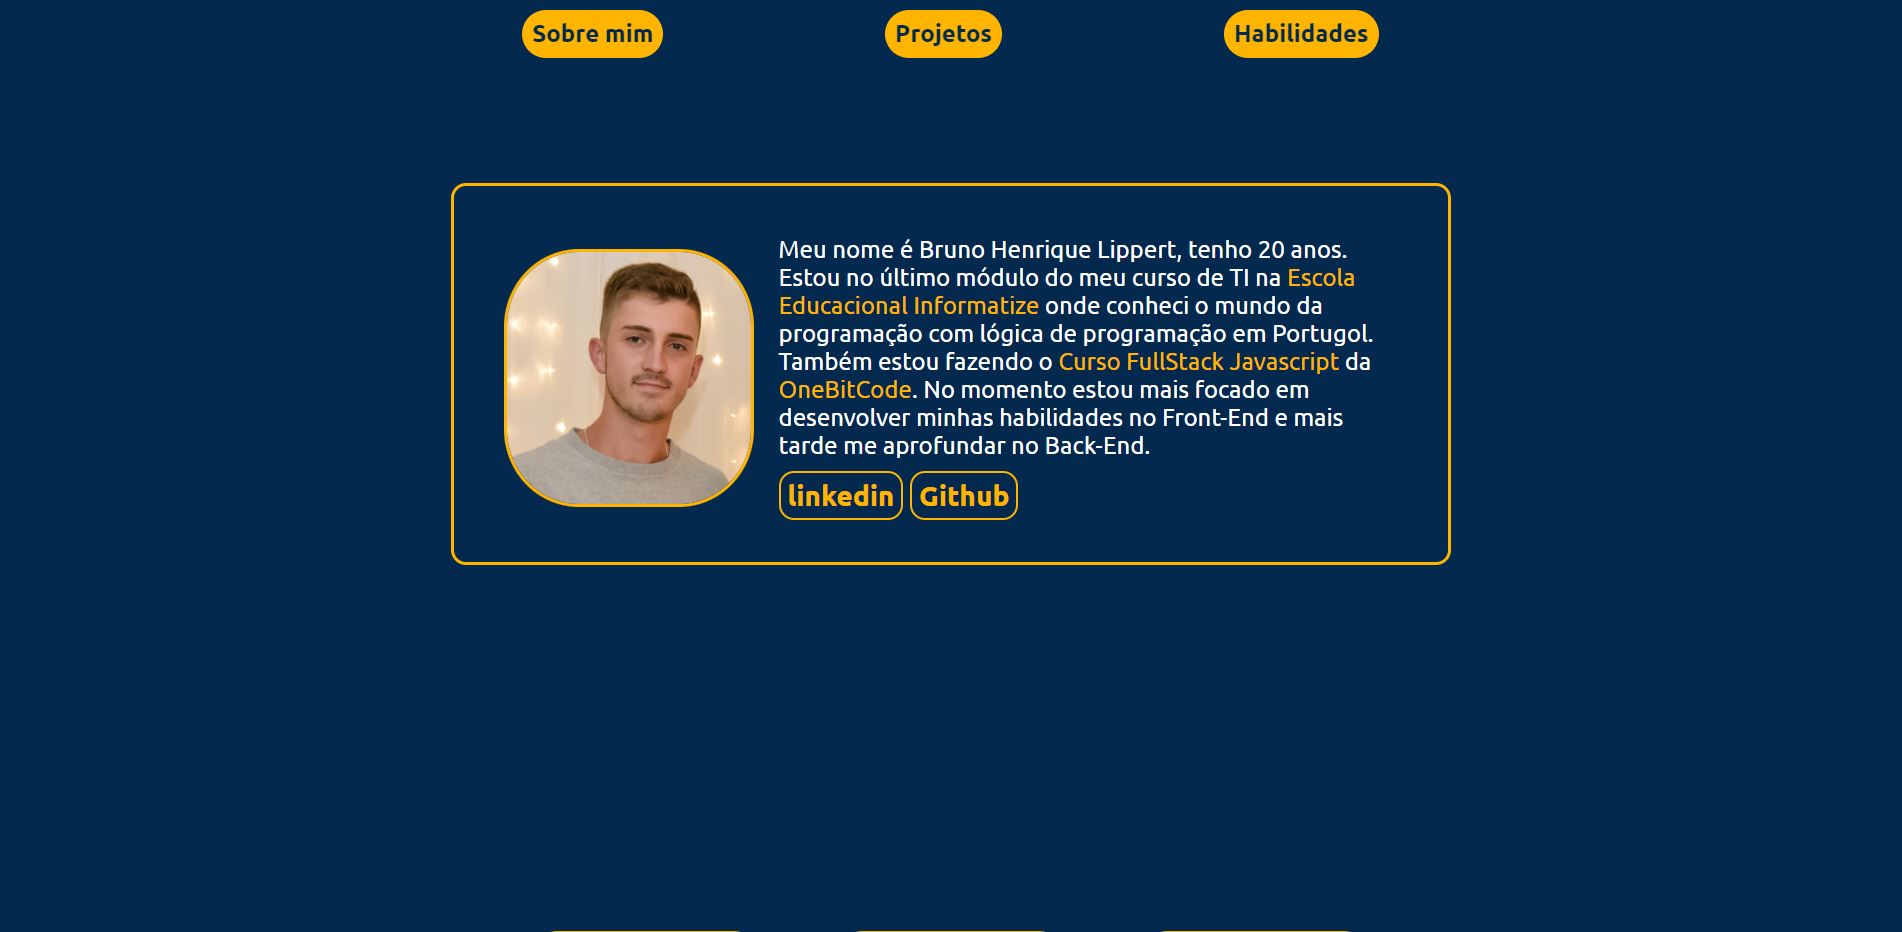 Sobre mim
Projetos
Habilidades
Meu nome é Bruno Henrique Lippert, tenho 20 anos.
Estou no último módulo do meu curso de TI na Escola
Educacional Informatize onde conheci o mundo da
programação com lógica de programação em Portugol.
Também estou fazendo o Curso FullStack Javascript da
OneBitCode. No momento estou mais focado em
desenvolver minhas habilidades no Front-End e mais
tarde me aprofundar no Back-End.
linkedin
Github